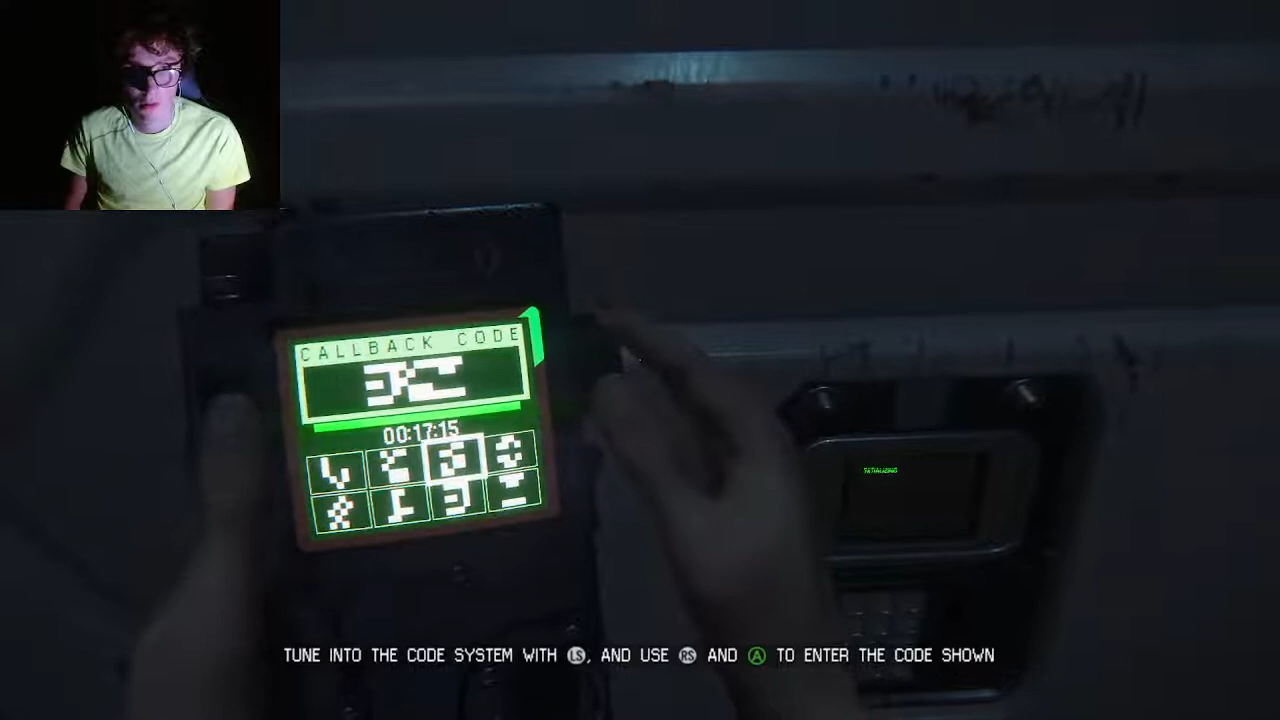 CALLBACK CODE
00:17:15
TUNE INTO THE CODE SYSTEM WITH LS, AND USE RS AND A TO ENTER THE CODE SHOWN